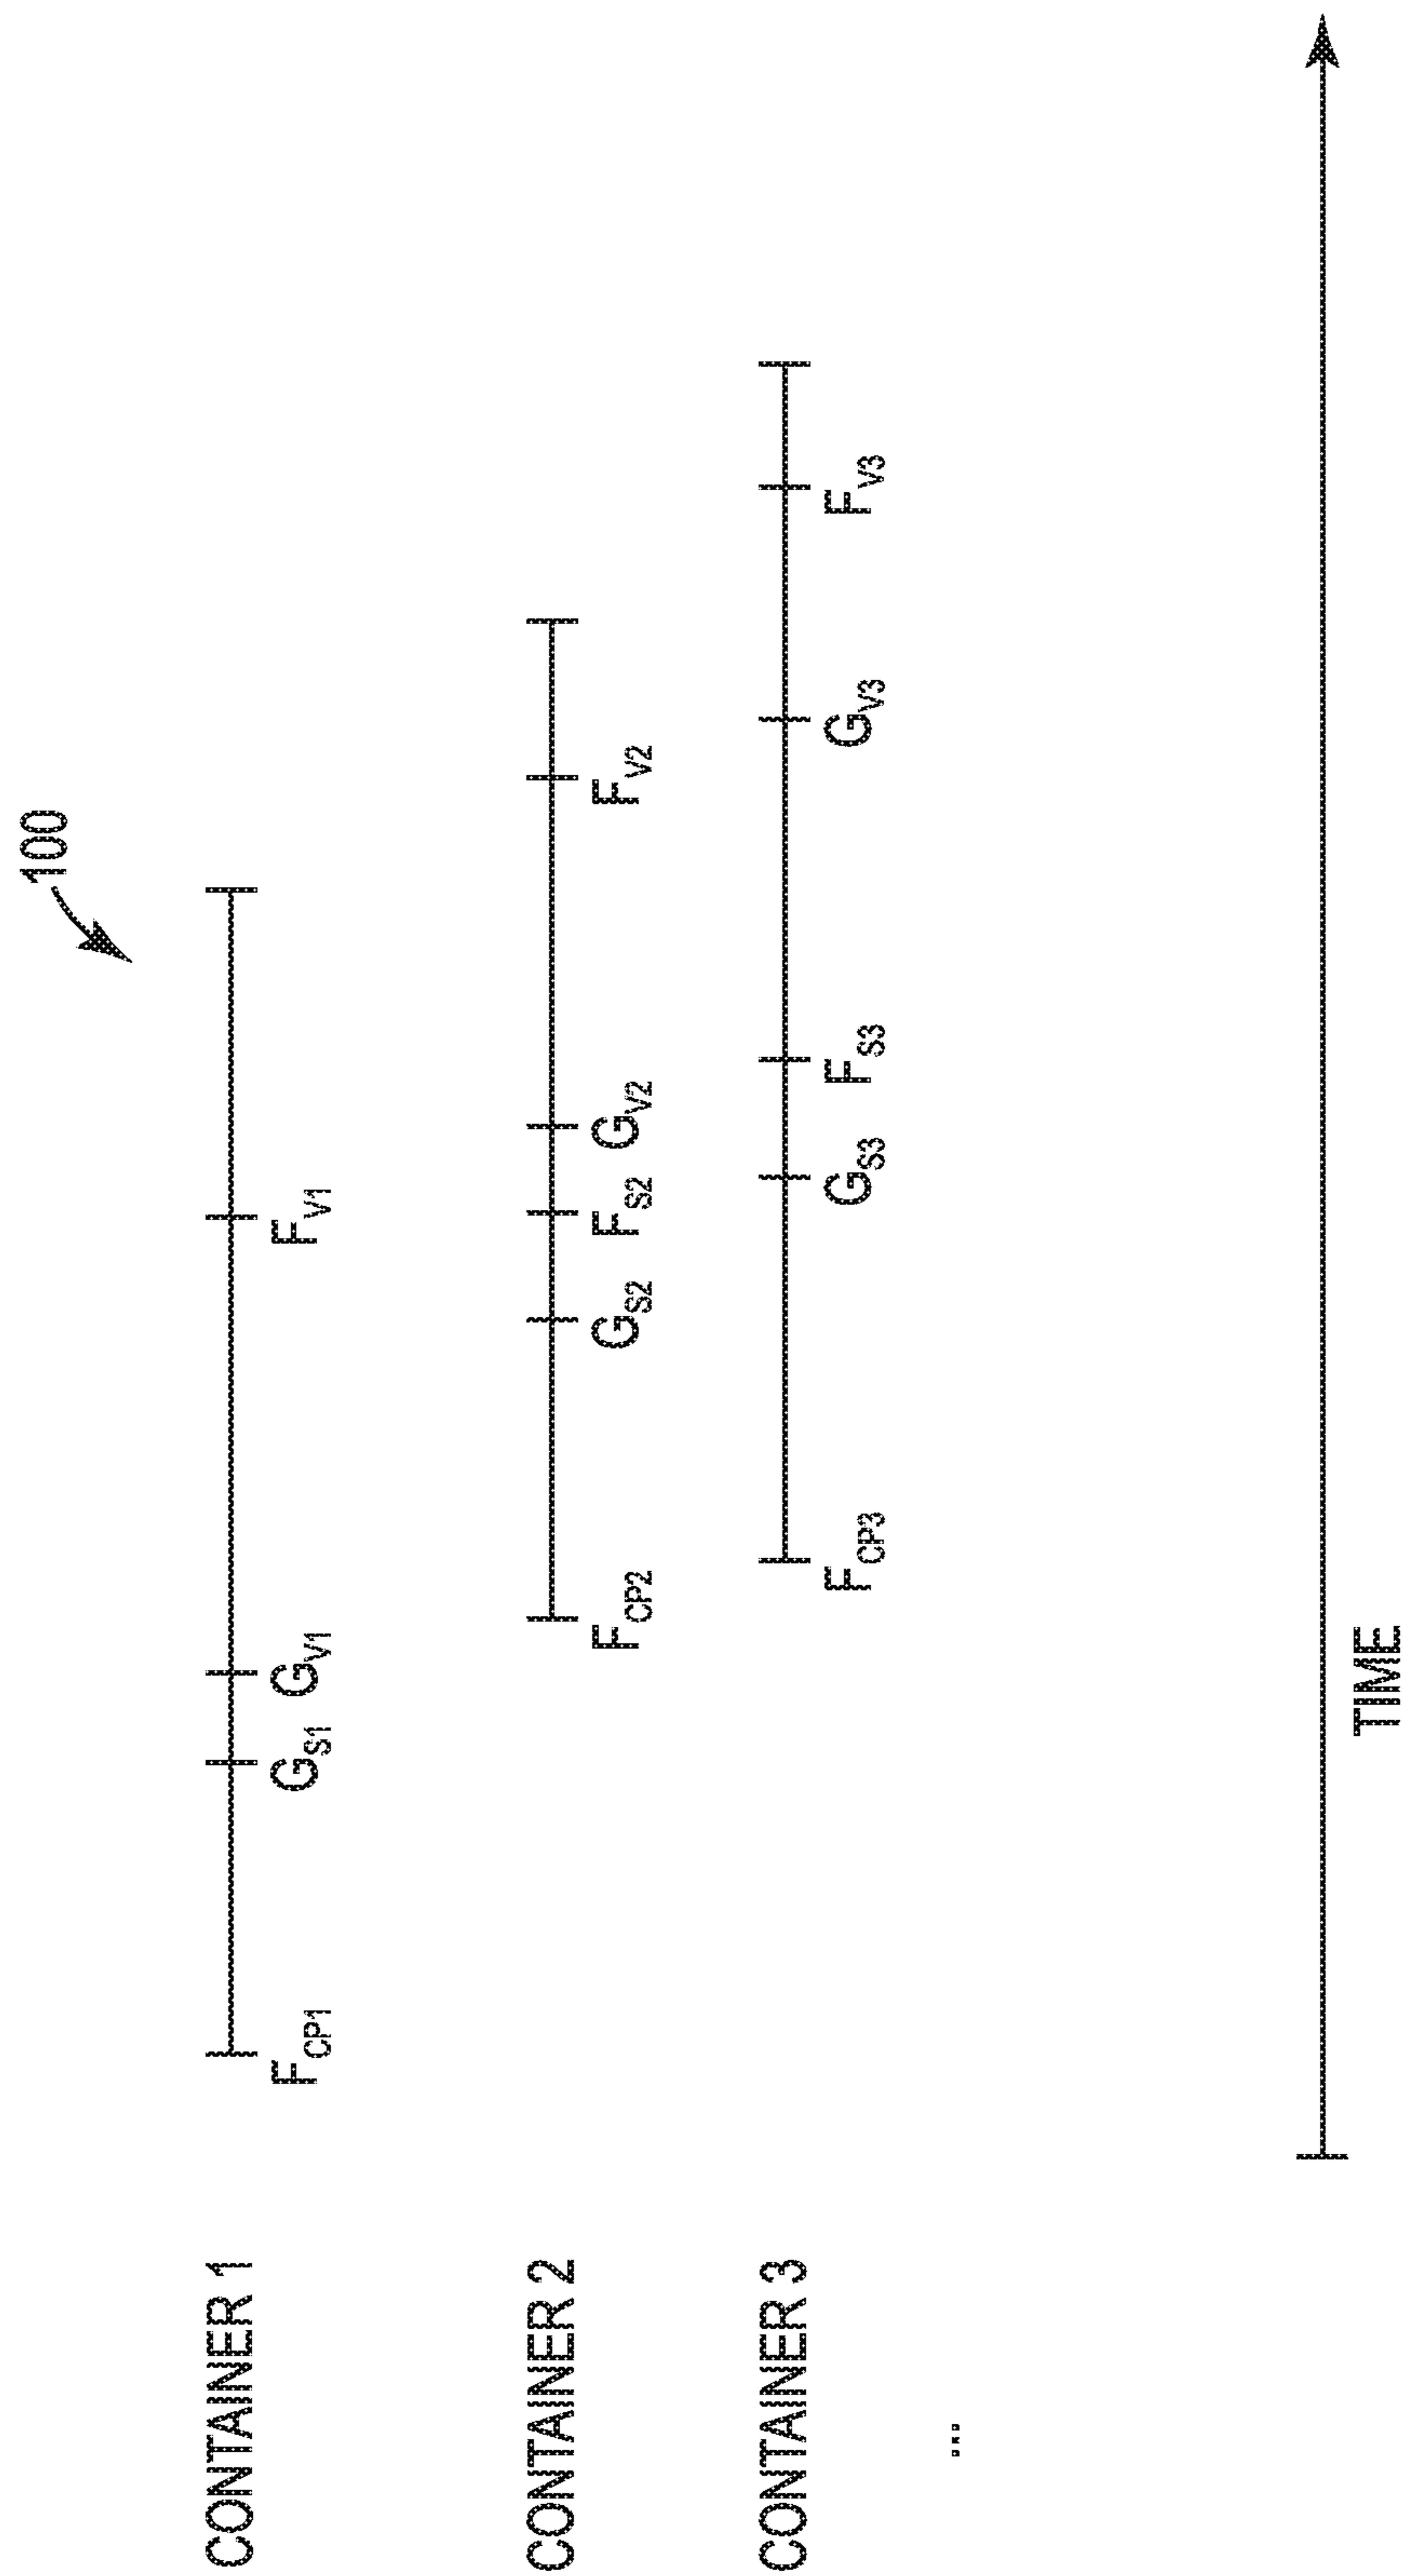 100
CONTAINER 1
F_CP1 G_S1 G_V1 F_V1
CONTAINER 2
F_CP2 G_S2 F_S2 G_V2 F_V2
CONTAINER 3
F_CP3 G_S3 F_S3 G_V3 F_V3
...
TIME